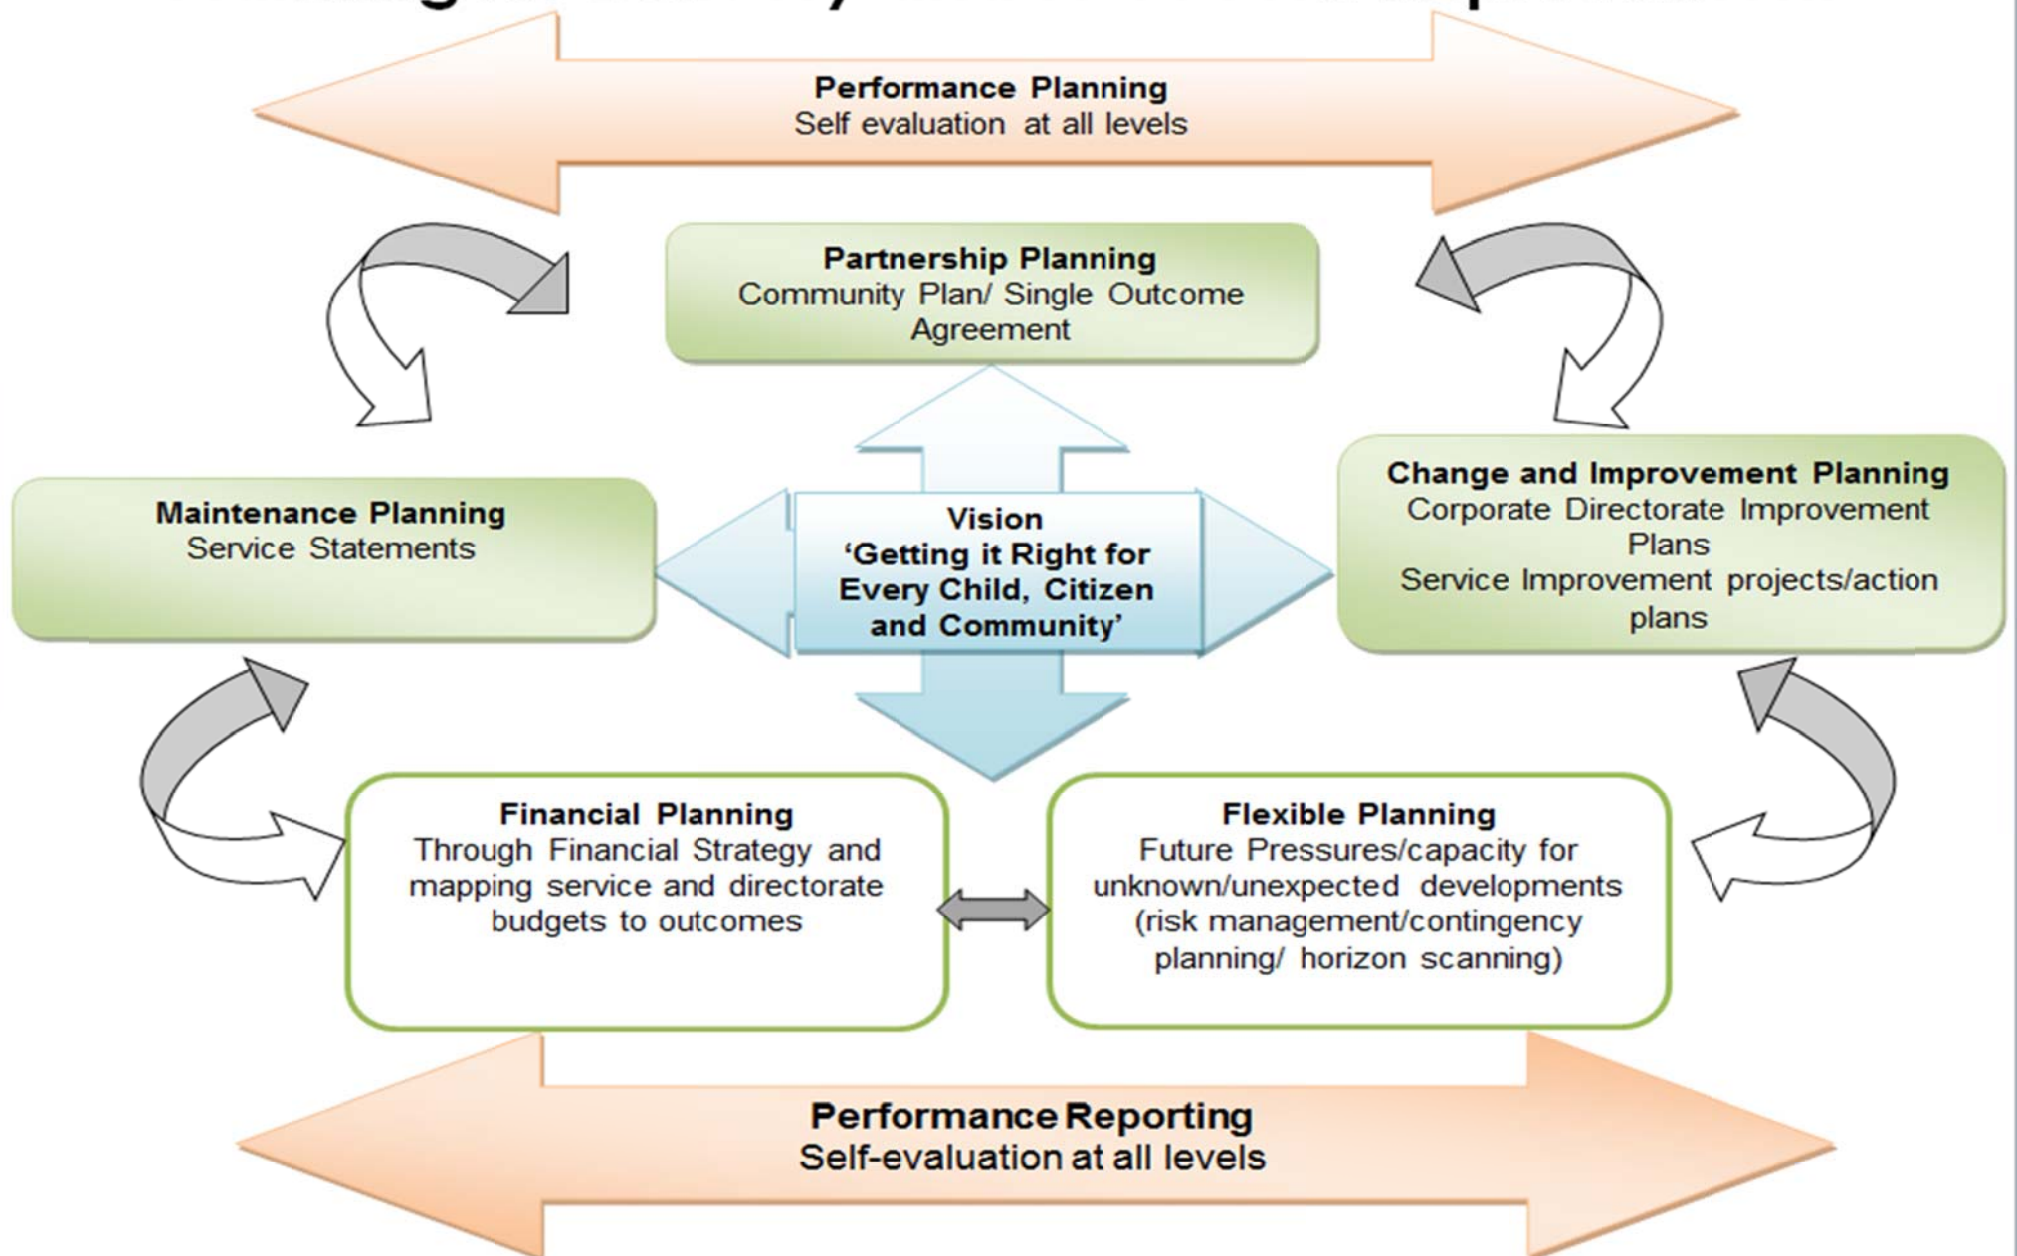 Performance Planning
Self evaluation at all levels
Partnership Planning
Community Plan/ Single Outcome
Agreement
Maintenance Planning
Service Statements
Vision
‘Getting it Right for
Every Child, Citizen
and Community’
Change and Improvement Planning
Corporate Directorate Improvement
Plans
Service Improvement projects/action
plans
Financial Planning
Through Financial Strategy and
mapping service and directorate
budgets to outcomes
Flexible Planning
Future Pressures/capacity for
unknown/unexpected developments
(risk management/contingency
planning/ horizon scanning)
Performance Reporting
Self-evaluation at all levels